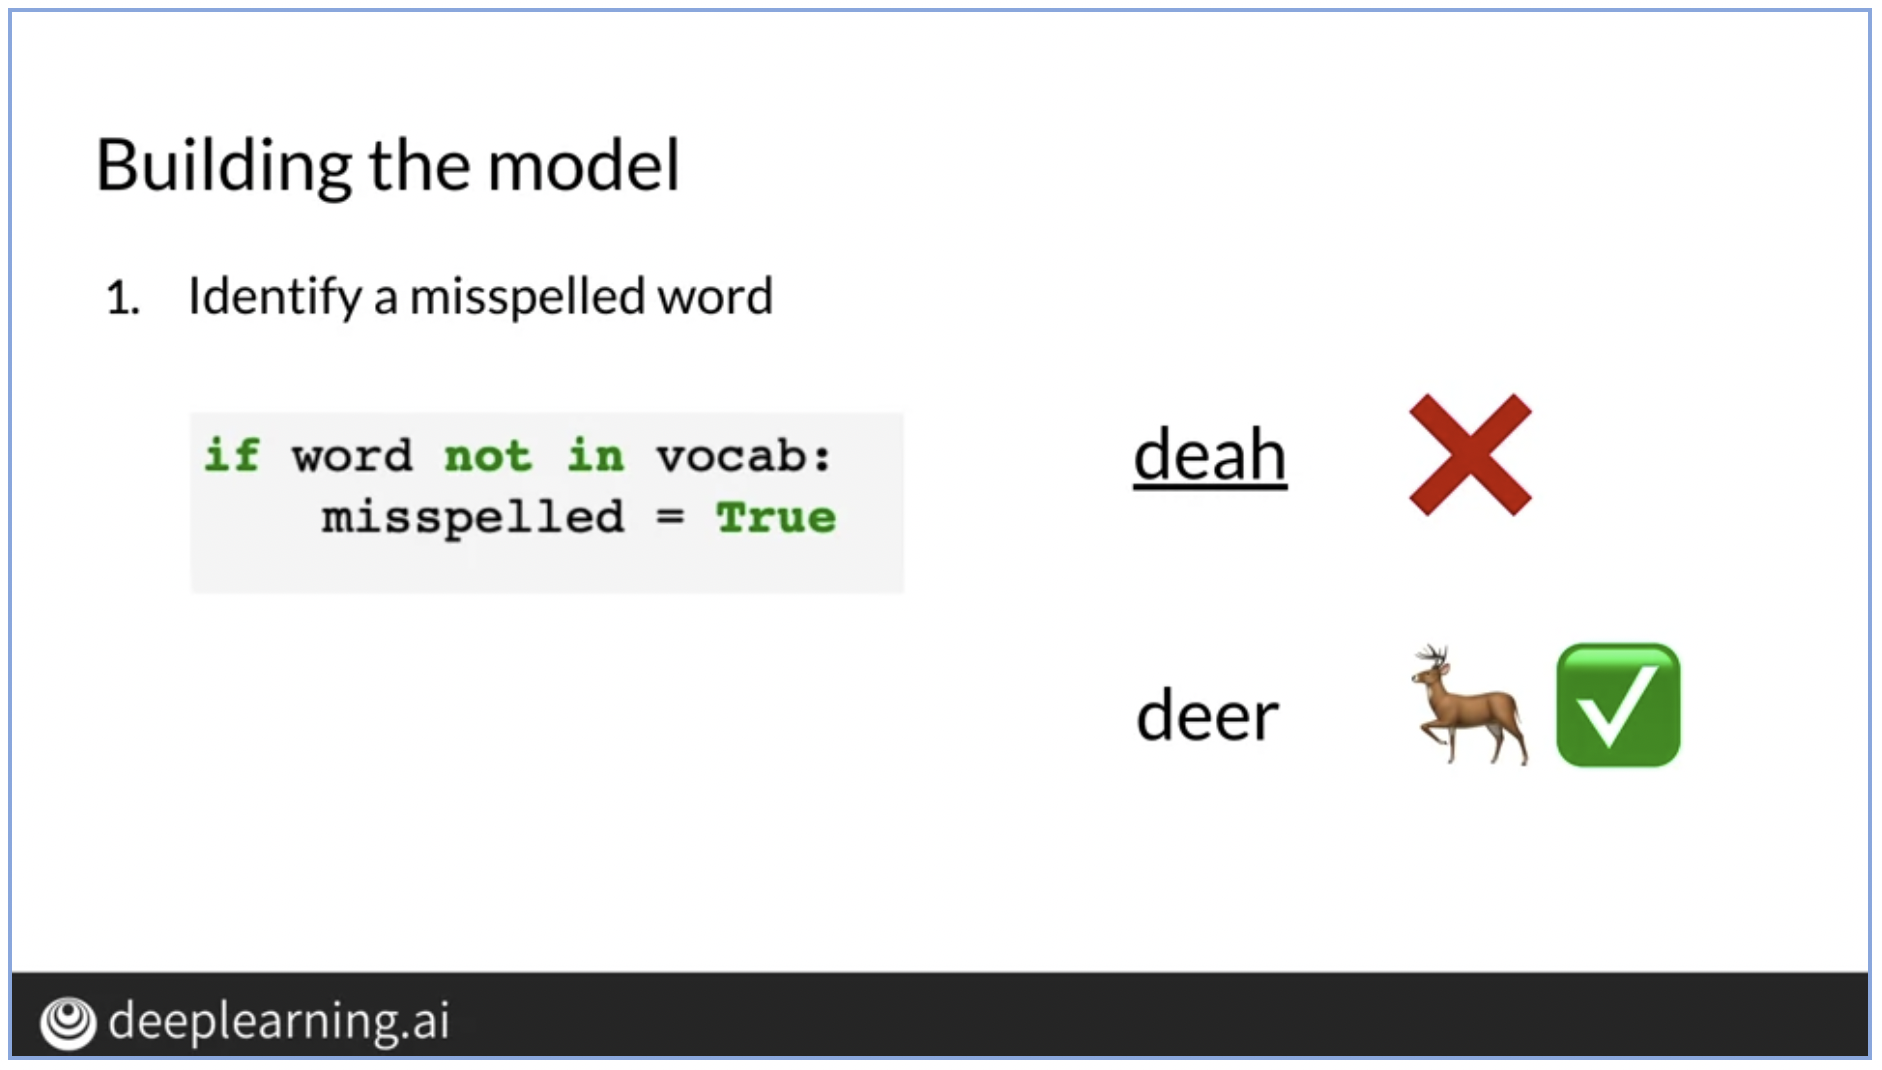 Building the model
1. Identify a misspelled word
if word not in vocab:
    misspelled = True
deah
deer
deeplearning.ai